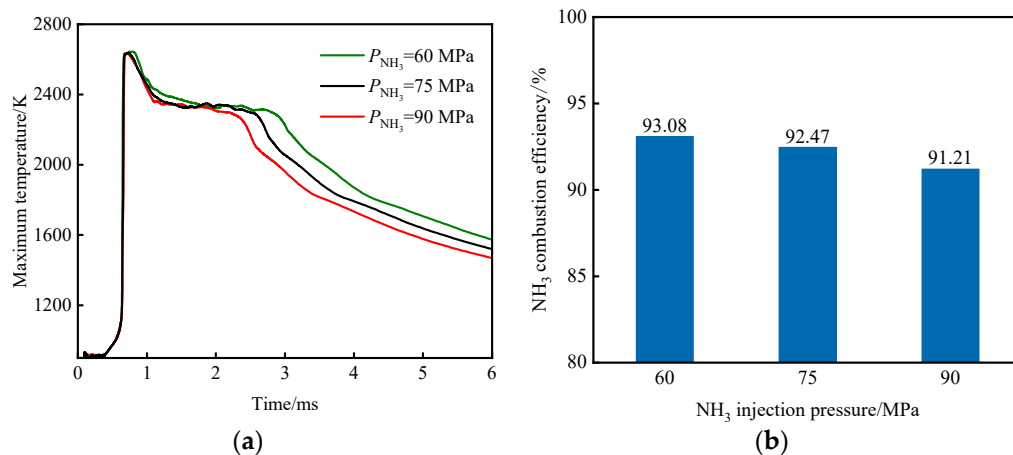 2800
2400
2000
1600
1200
Maximum temperature/K
P_NH₃=60 MPa
P_NH₃=75 MPa
P_NH₃=90 MPa
0 1 2 3 4 5 6
Time/ms
(a)
100
95
90
85
80
NH₃ combustion efficiency/%
93.08
92.47
91.21
60 75 90
NH₃ injection pressure/MPa
(b)